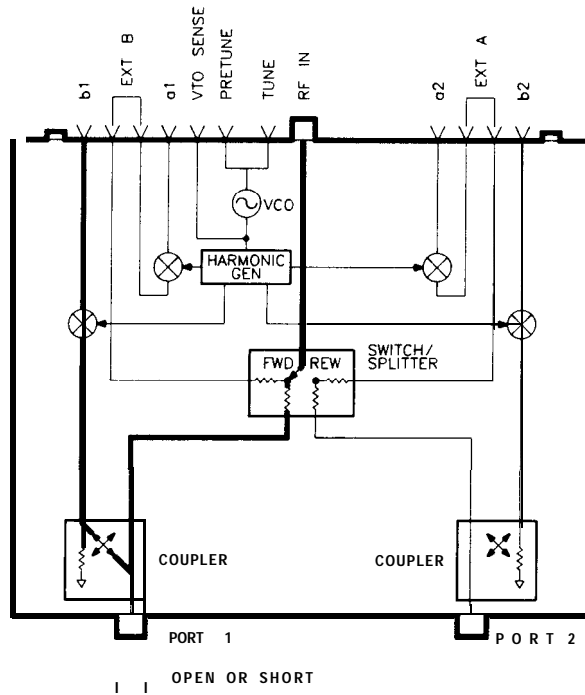 b1
EXT B
a1
VTO SENSE
PRETUNE
TUNE
RF IN
a2
EXT A
b2
VCO
HARMONIC
GEN
FWD REW
SWITCH/
SPLITTER
COUPLER
COUPLER
PORT 1
PORT 2
OPEN OR SHORT